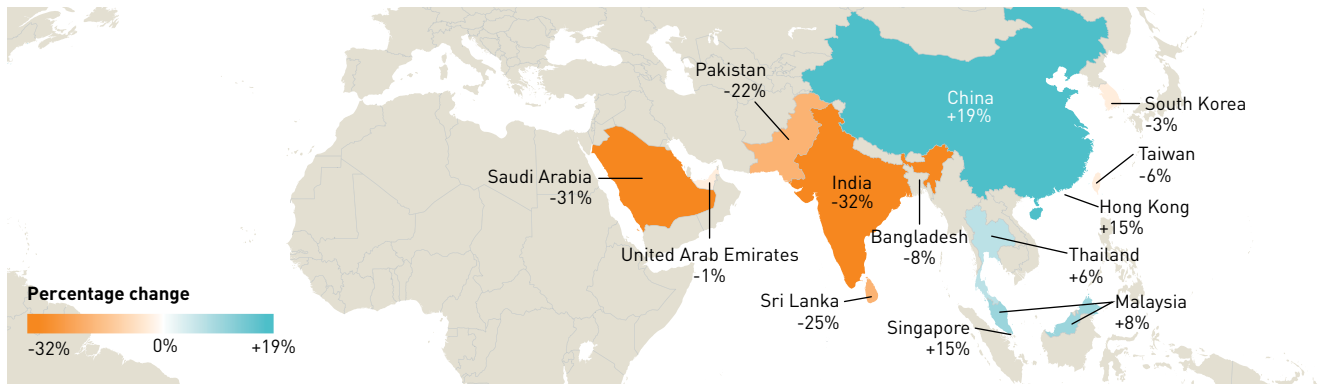 Pakistan
-22%
China
+19%
South Korea
-3%
Taiwan
-6%
Saudi Arabia
-31%
India
-32%
Hong Kong
+15%
Bangladesh
-8%
United Arab Emirates
-1%
Thailand
+6%
Sri Lanka
-25%
Malaysia
+8%
Singapore
+15%
Percentage change
-32%
0%
+19%